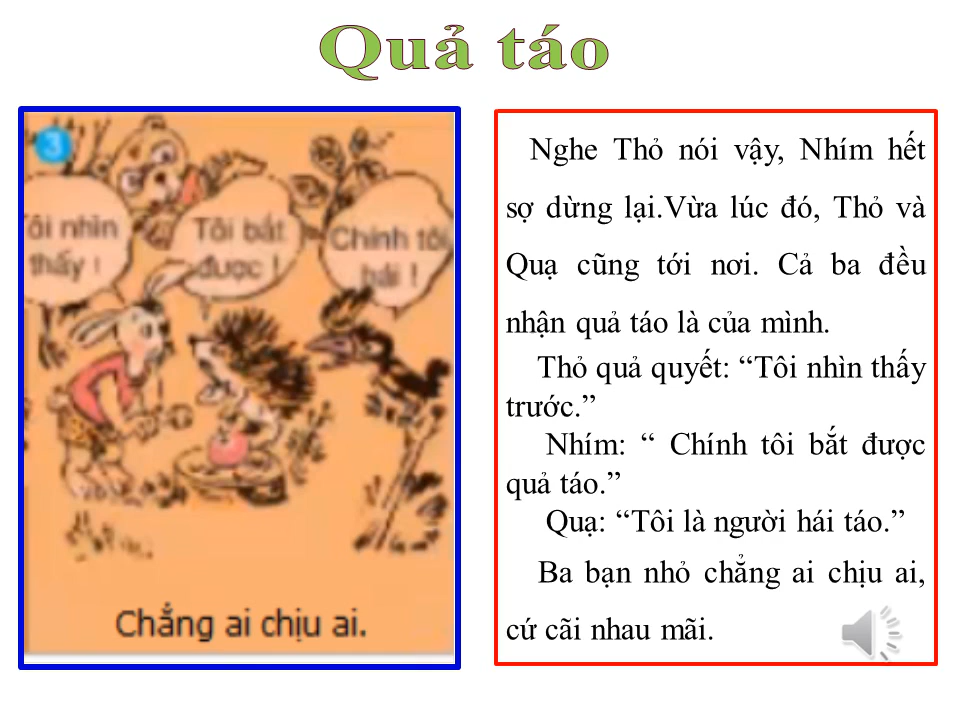 Quả táo
3
ôi nhìn
thấy !
Tôi bắt
được !
Chính tôi
hái !
Chẳng ai chịu ai.
Nghe Thỏ nói vậy, Nhím hết
sợ dừng lại.Vừa lúc đó, Thỏ và
Quạ cũng tới nơi. Cả ba đều
nhận quả táo là của mình.
Thỏ quả quyết: “Tôi nhìn thấy
trước.”
Nhím: “ Chính tôi bắt được
quả táo.”
Quạ: “Tôi là người hái táo.”
Ba bạn nhỏ chẳng ai chịu ai,
cứ cãi nhau mãi.